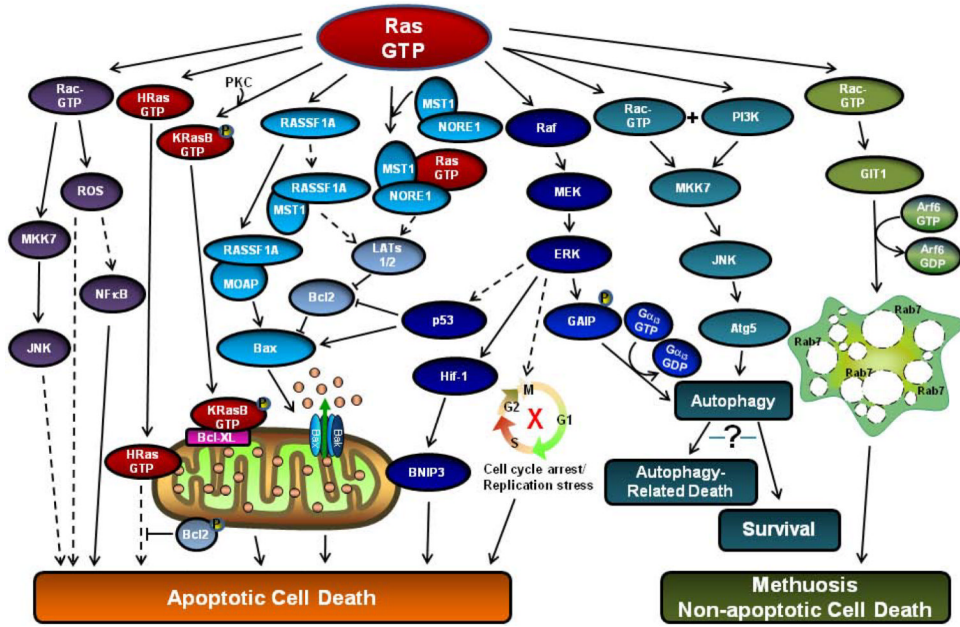 Ras
GTP
Rac-
GTP
HRas
GTP
PKC
KRasB
GTP
P
RASSF1A
MST1
NORE1
Raf
Rac-
GTP
+
PI3K
Rac-
GTP
ROS
RASSF1A
MST1
MST1
Ras
GTP
NORE1
MEK
MKK7
GIT1
Arf6
GTP
Arf6
GDP
MKK7
RASSF1A
MOAP
LATs
1/2
ERK
JNK
NFκB
Bcl2
p53
P
GAIP
Gαi3
GTP
Gαi3
GDP
Atg5
Rab7
Rab7
Rab7
Rab7
JNK
Bax
Hif-1
M
G2
X
G1
S
Autophagy
?
KRasB
GTP
P
Bcl-XL
Bax
Bak
HRas
GTP
BNIP3
Cell cycle arrest/
Replication stress
Autophagy-
Related Death
Bcl2
P
Survival
Apoptotic Cell Death
Methuosis
Non-apoptotic Cell Death